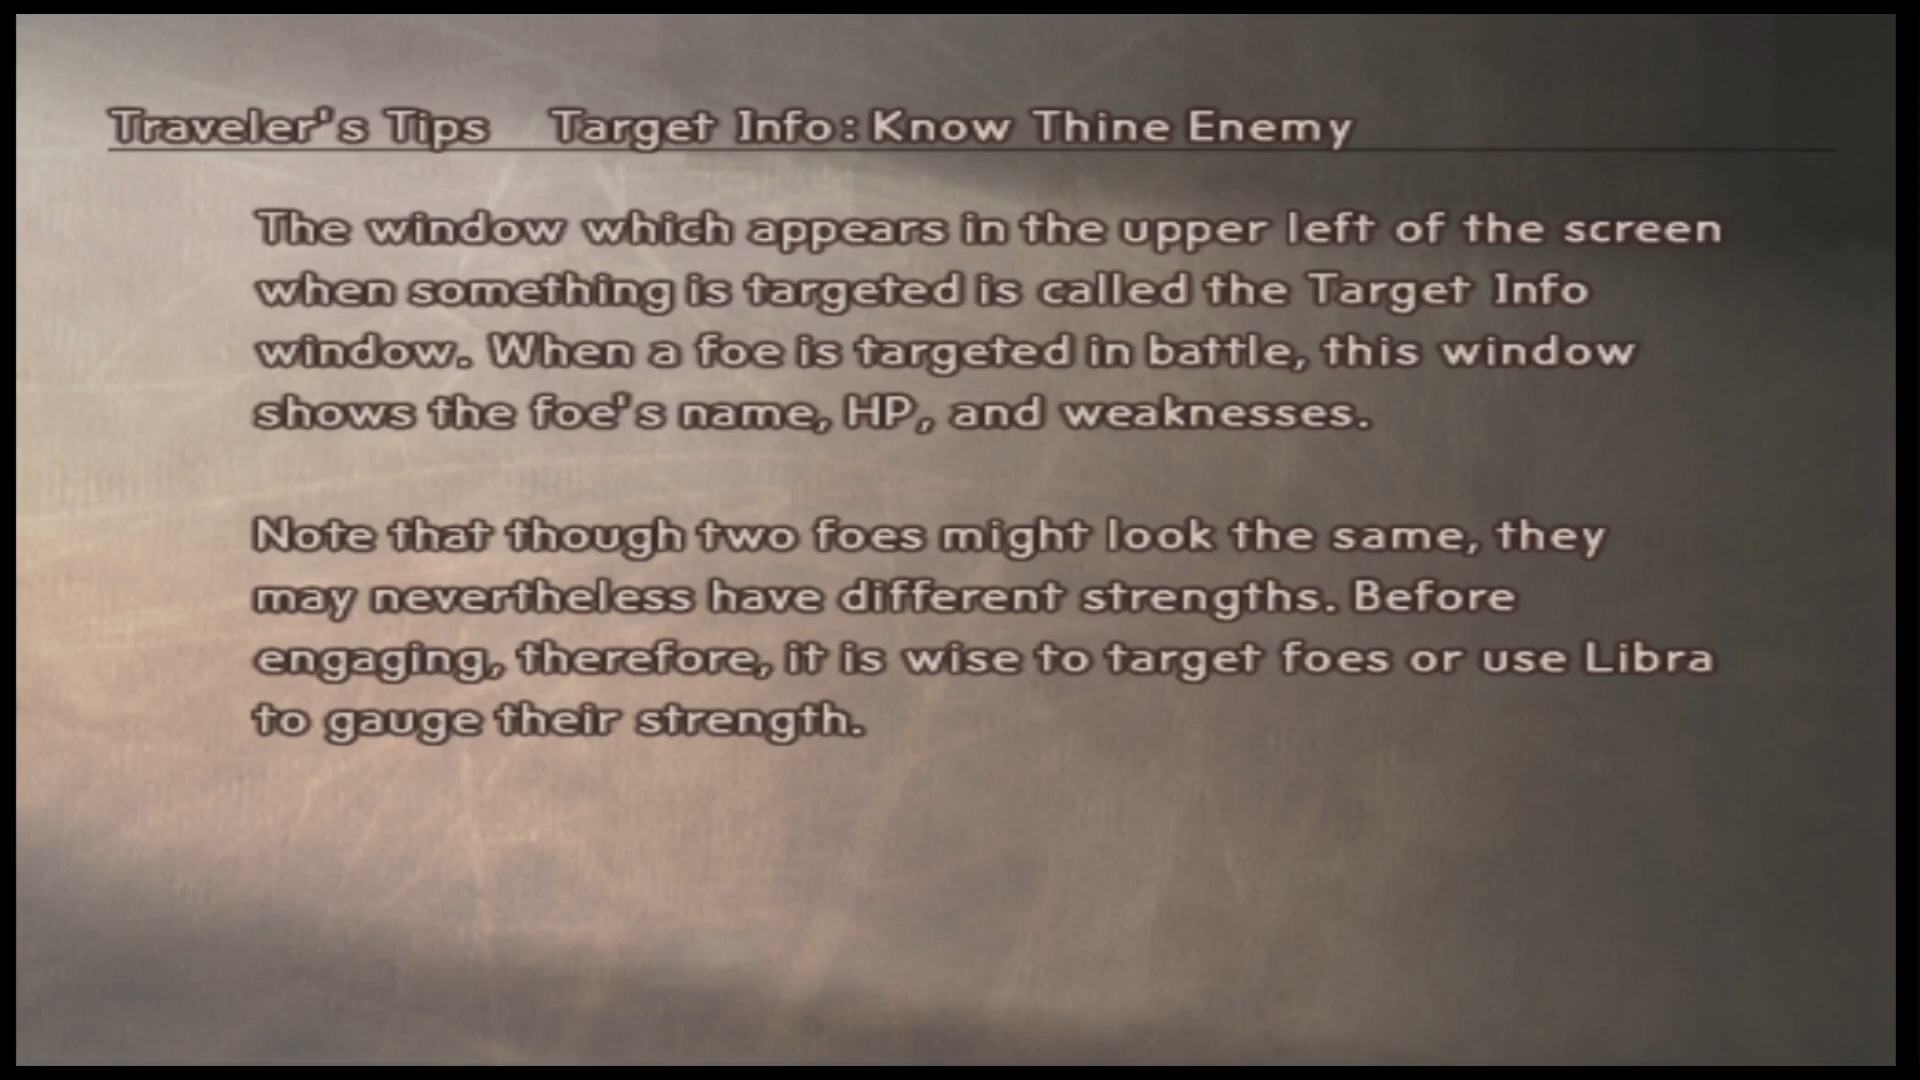 Traveler's Tips Target Info: Know Thine Enemy
The window which appears in the upper left of the screen
when something is targeted is called the Target Info
window. When a foe is targeted in battle, this window
shows the foe's name, HP, and weaknesses.
Note that though two foes might look the same, they
may nevertheless have different strengths. Before
engaging, therefore, it is wise to target foes or use Libra
to gauge their strength.